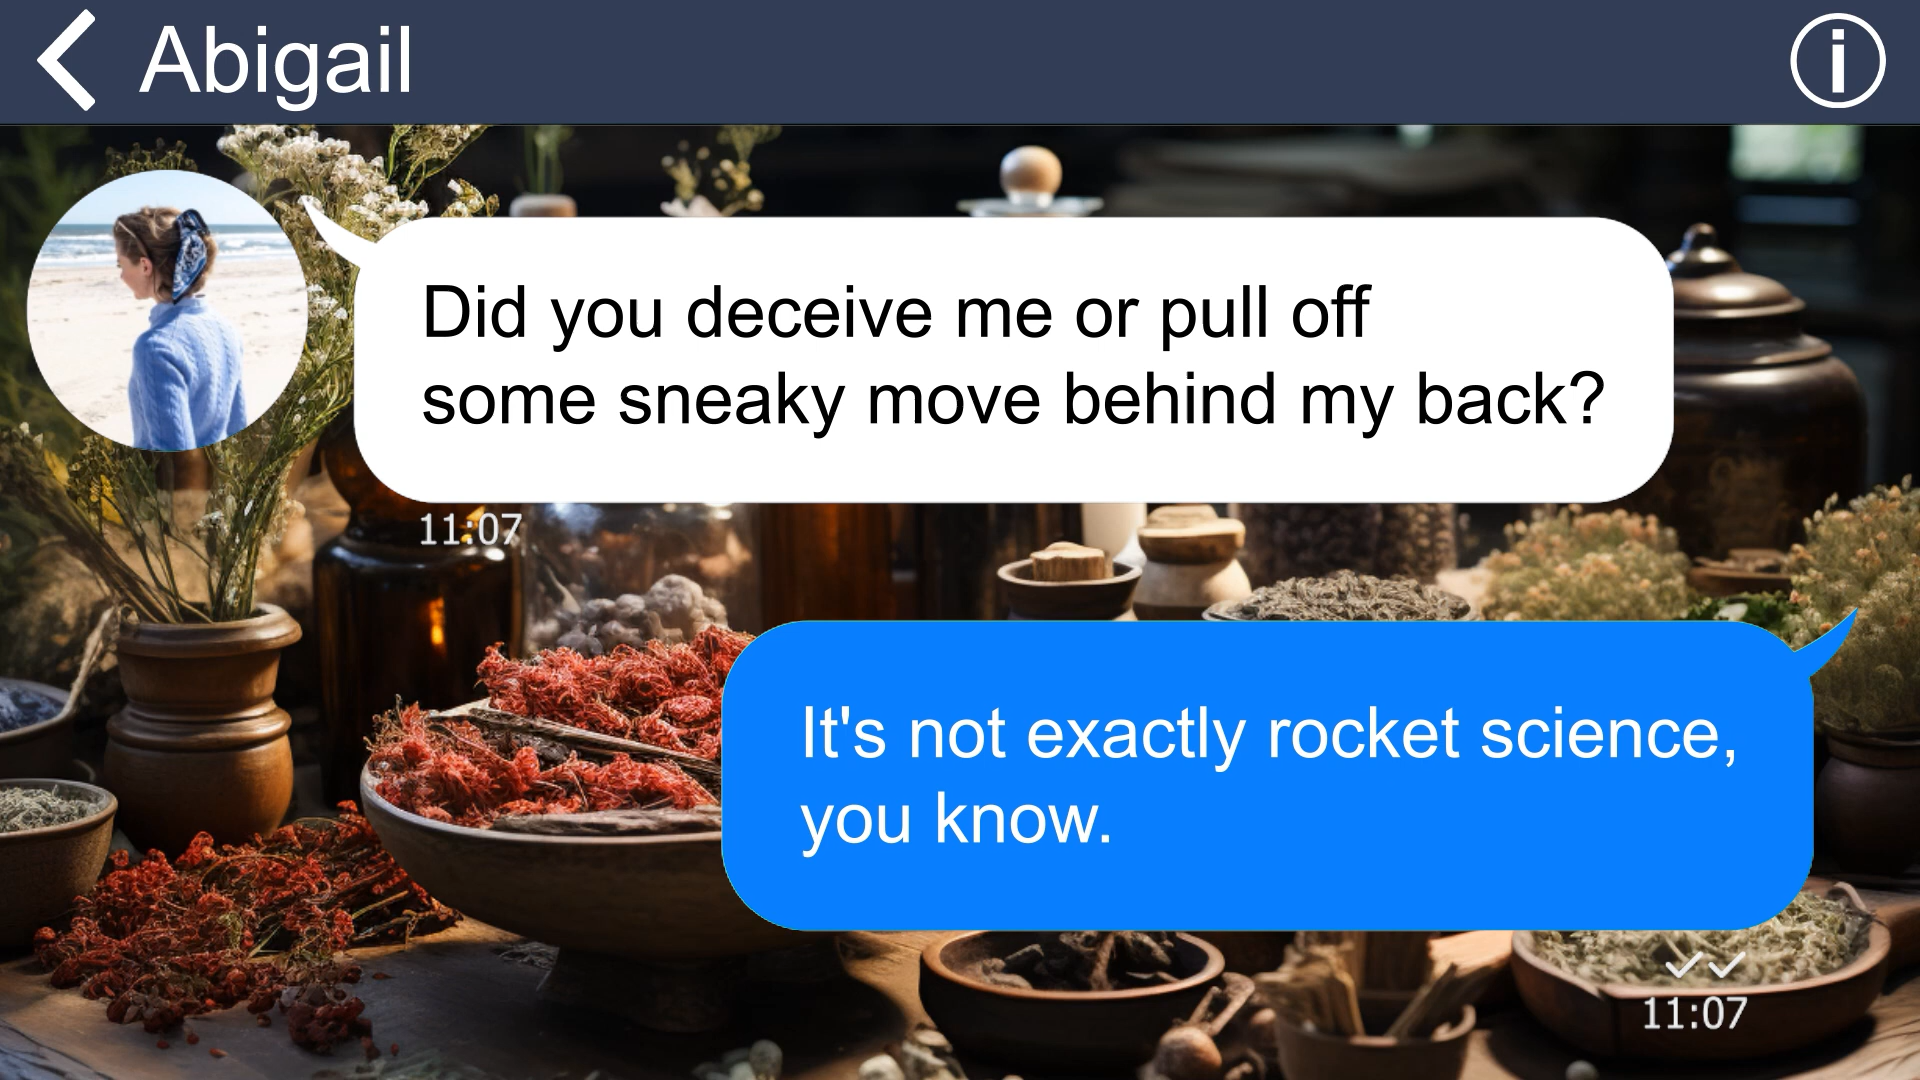 Abigail
Did you deceive me or pull off
some sneaky move behind my back?
11:07
It's not exactly rocket science,
you know.
11:07